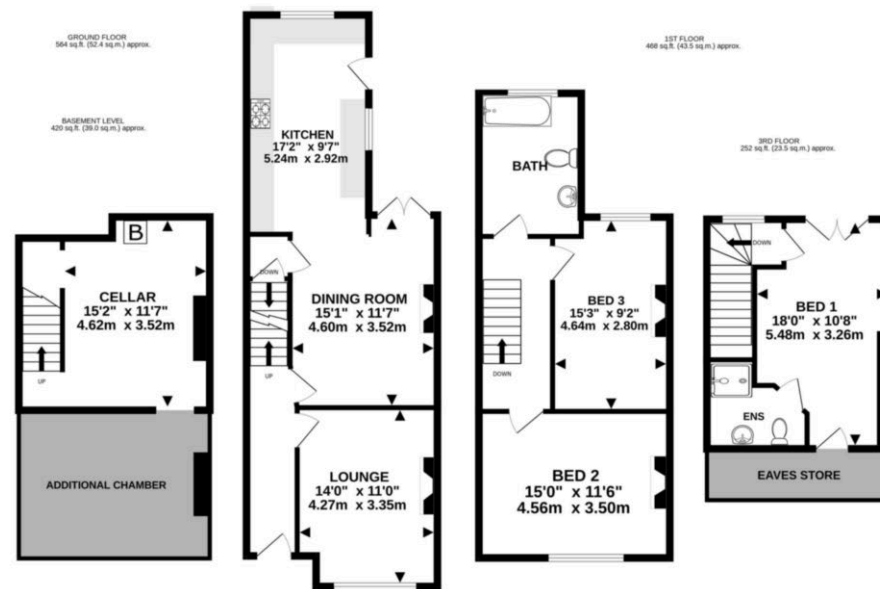 GROUND FLOOR
564 sq.ft. (52.4 sq.m.) approx.
BASEMENT LEVEL
420 sq.ft. (39.0 sq.m.) approx.
B
CELLAR
15'2" x 11'7"
4.62m x 3.52m
UP
ADDITIONAL CHAMBER
KITCHEN
17'2" x 9'7"
5.24m x 2.92m
DOWN
DINING ROOM
15'1" x 11'7"
4.60m x 3.52m
UP
LOUNGE
14'0" x 11'0"
4.27m x 3.35m
1ST FLOOR
468 sq.ft. (43.5 sq.m.) approx.
BATH
BED 3
15'3" x 9'2"
4.64m x 2.80m
DOWN
BED 2
15'0" x 11'6"
4.56m x 3.50m
3RD FLOOR
252 sq.ft. (23.5 sq.m.) approx.
DOWN
BED 1
18'0" x 10'8"
5.48m x 3.26m
ENS
EAVES STORE